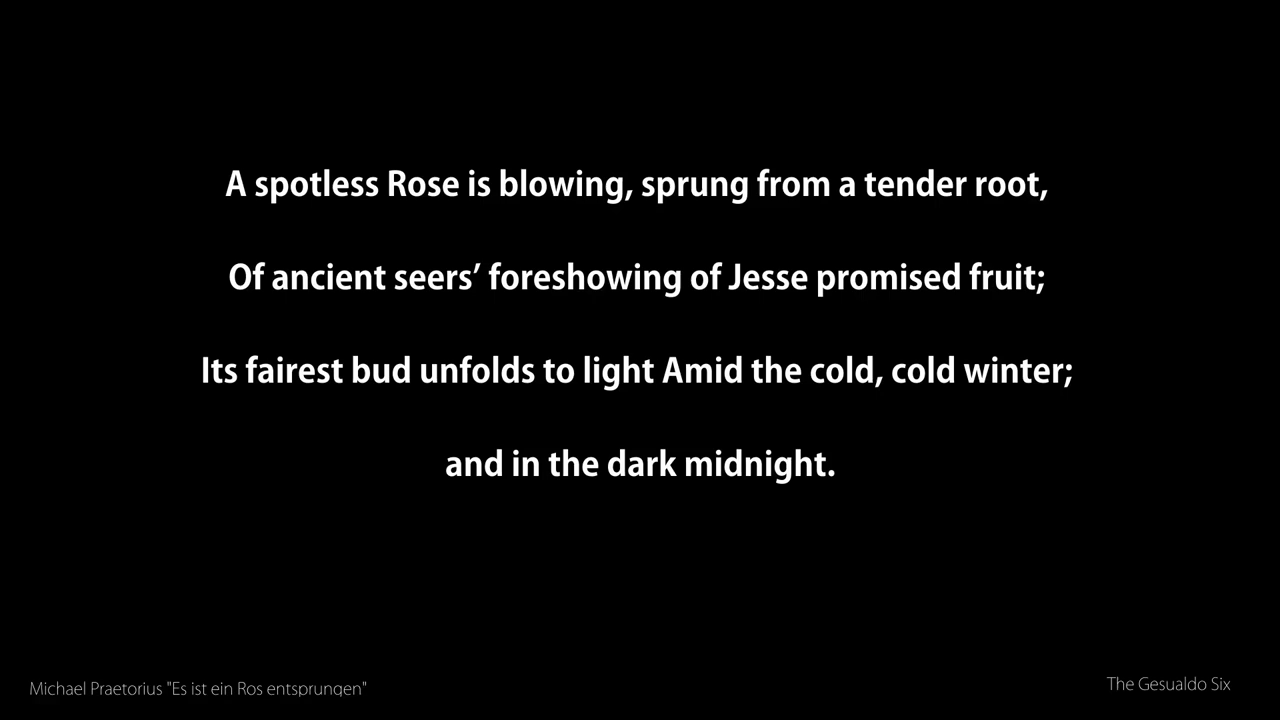 A spotless Rose is blowing, sprung from a tender root,
Of ancient seers’ foreshowing of Jesse promised fruit;
Its fairest bud unfolds to light Amid the cold, cold winter;
and in the dark midnight.
Michael Praetorius "Es ist ein Ros entsprungen"
The Gesualdo Six